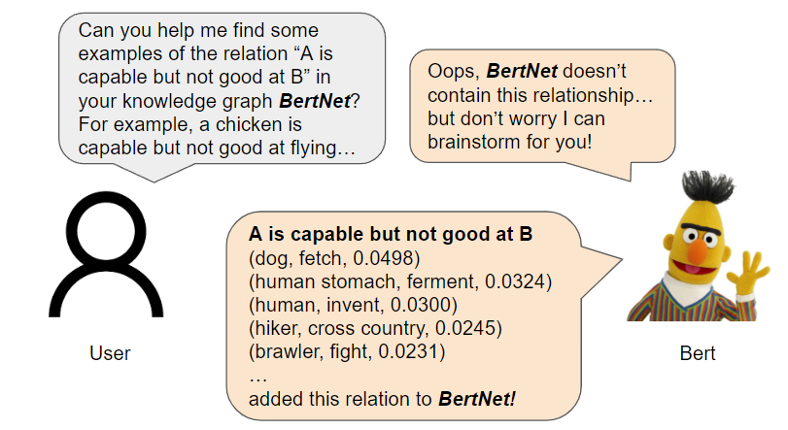 Can you help me find some
examples of the relation “A is
capable but not good at B” in
your knowledge graph BertNet?
For example, a chicken is
capable but not good at flying…
Oops, BertNet doesn’t
contain this relationship…
but don’t worry I can
brainstorm for you!
A is capable but not good at B
(dog, fetch, 0.0498)
(human stomach, ferment, 0.0324)
(human, invent, 0.0300)
(hiker, cross country, 0.0245)
(brawler, fight, 0.0231)
…
added this relation to BertNet!
User
Bert